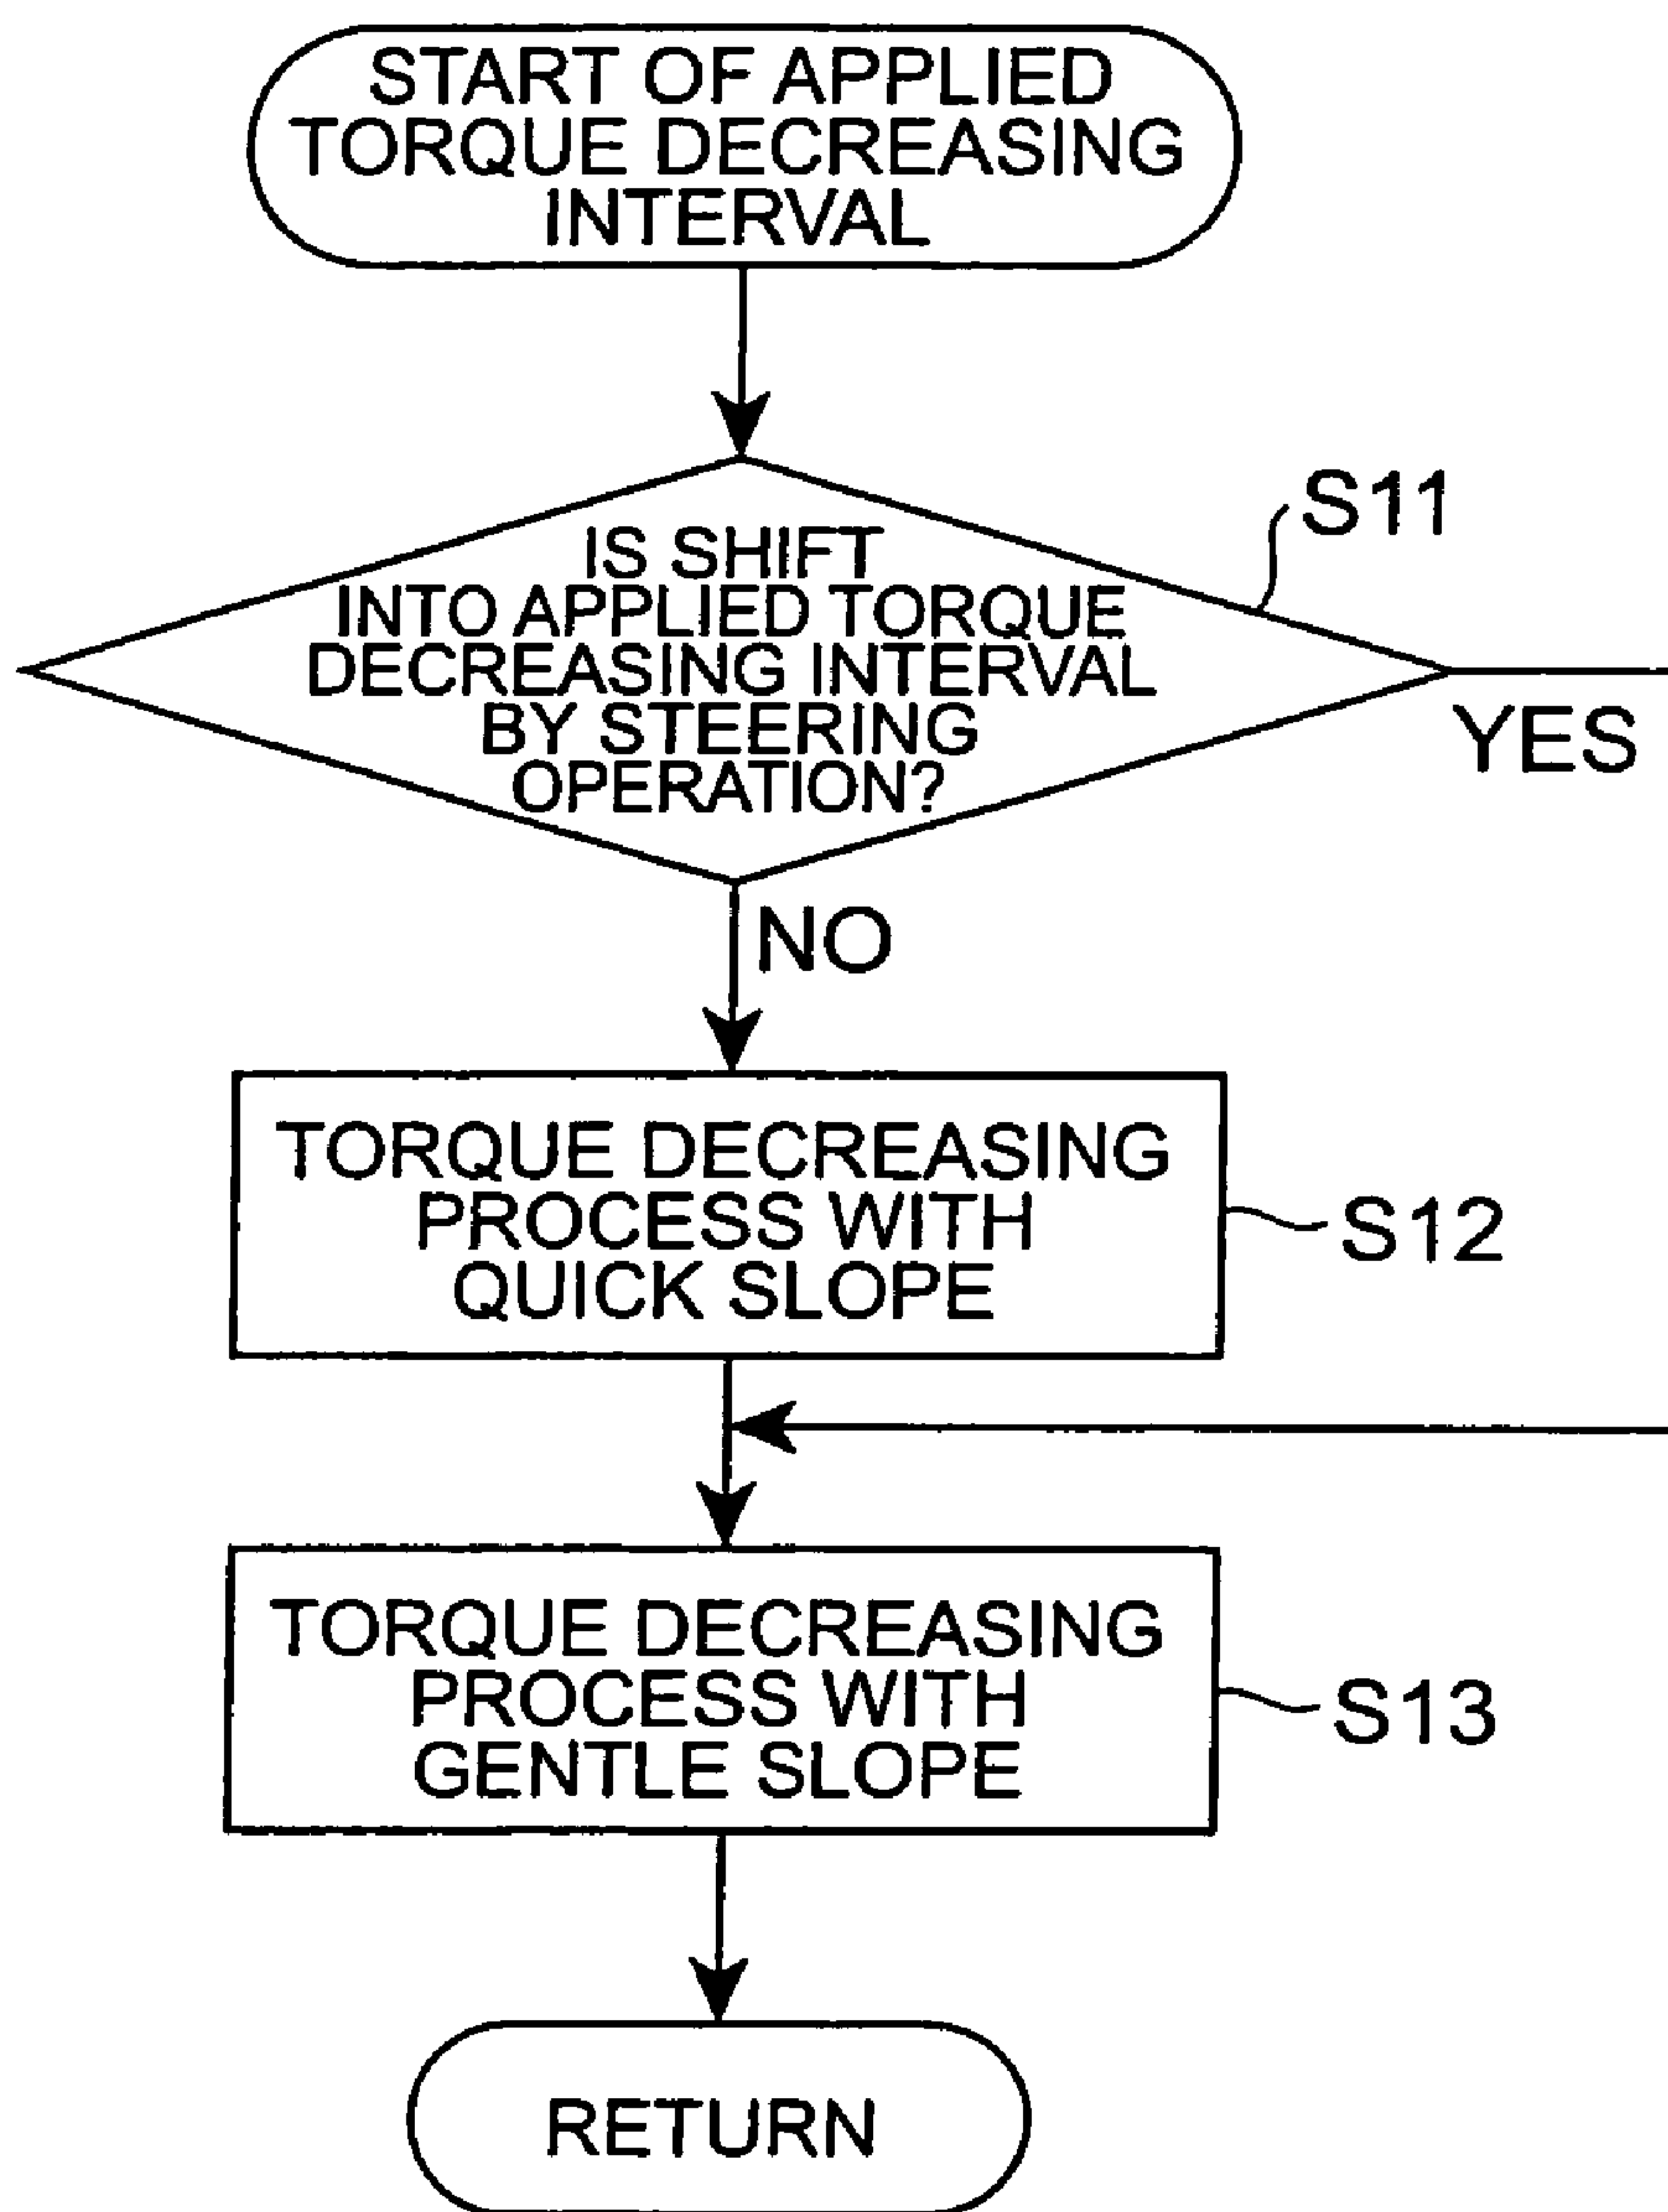 START OF APPLIED
TORQUE DECREASING
INTERVAL
S11
IS SHIFT
INTO APPLIED TORQUE
DECREASING INTERVAL
BY STEERING
OPERATION?
YES
NO
TORQUE DECREASING
PROCESS WITH
QUICK SLOPE
S12
TORQUE DECREASING
PROCESS WITH
GENTLE SLOPE
S13
RETURN